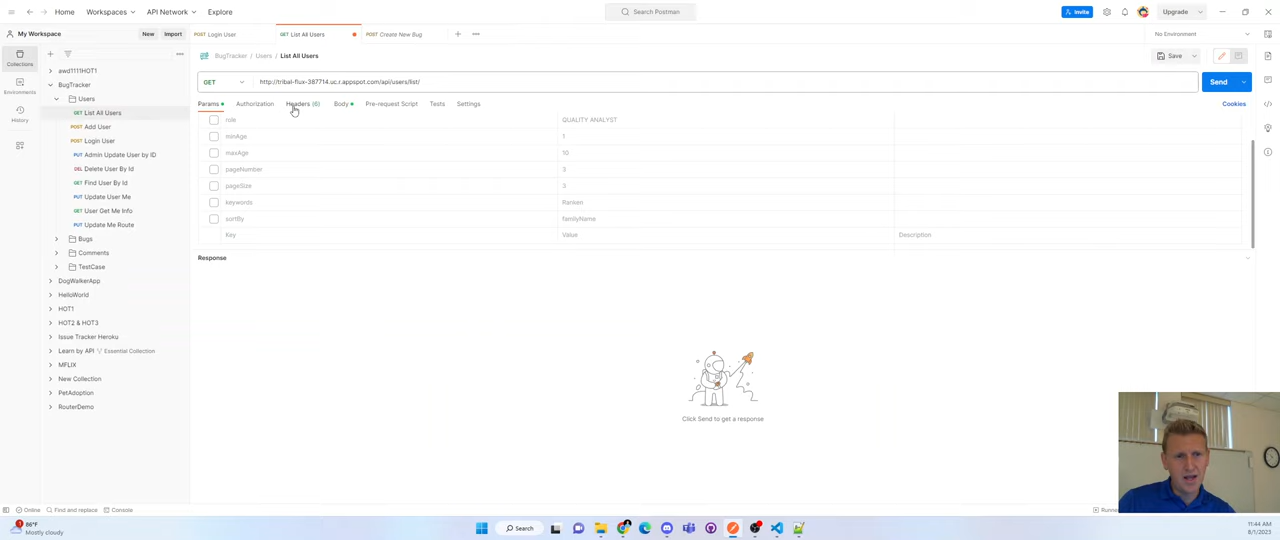 Home Workspaces API Network Explore Search Postman Invite Upgrade
My Workspace New Import Login User GET List All Users POST Create New Bug No Environment
Collections
Environments
History
awd1111HOT1
BugTracker
Users
GET List All Users
POST Add User
POST Login User
PUT Admin Update User by ID
DEL Delete User By Id
GET Find User By Id
PUT Update User Me
GET User Get Me Info
PUT Update Me Route
Bugs
Comments
TestCase
DogWalkerApp
HelloWorld
HOT1
HOT2 & HOT3
Issue Tracker Heroku
Learn by API Essential Collection
MFLIX
New Collection
PetAdoption
RouterDemo
BugTracker / Users / List All Users Save
GET http://tribal-flux-387714.uc.r.appspot.com/api/users/list/ Send
Params Authorization Headers (6) Body Pre-request Script Tests Settings Cookies
role QUALITY ANALYST
minAge 1
maxAge 10
pageNumber 3
pageSize 3
keywords Ranken
sortBy familyName
Key Value Description
Response
Click Send to get a response
Online Find and replace Console
86°F
Mostly cloudy
Search
11:44 AM
8/1/2023